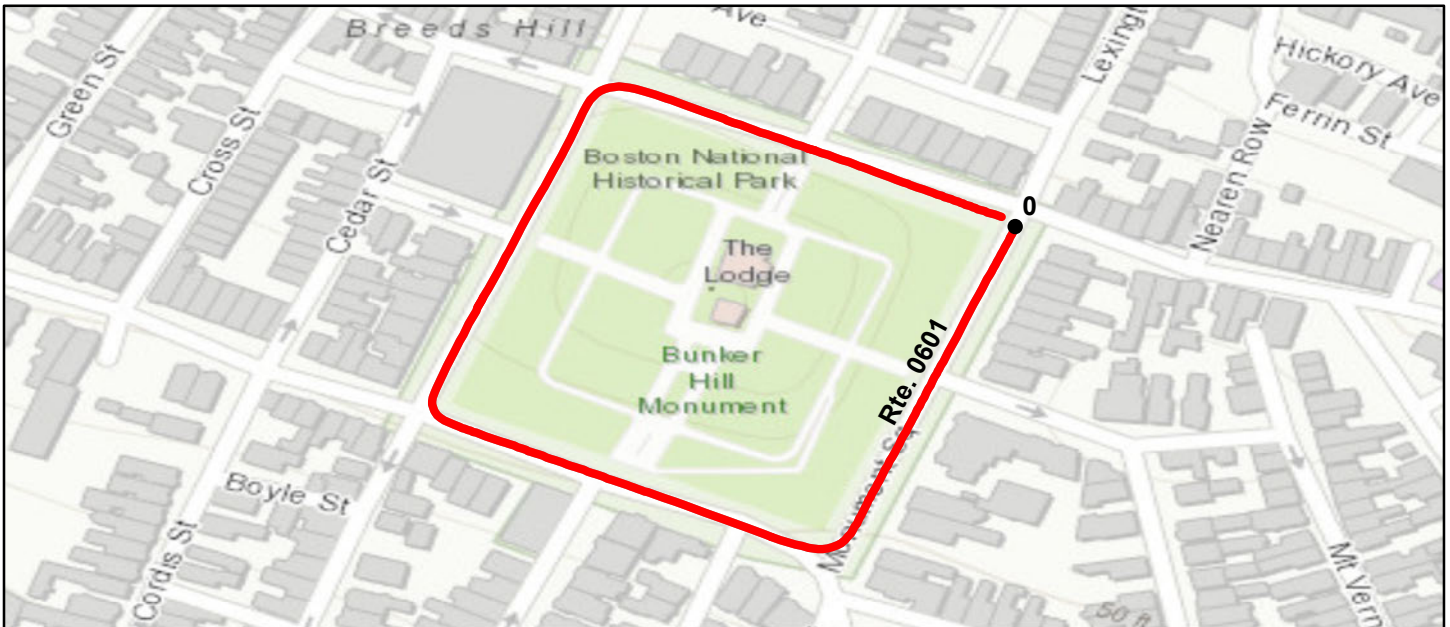 Breeds Hill
Ave
Lexingt
Hickory Ave
Ferrin St
Green St
Cross St
Cedar St
Nearen Row
Boston National
Historical Park
0
The
Lodge
Rte. 0601
Bunker
Hill
Monument
Monument Sq
Boyle St
Cordis St
Mt Vern
50 ft